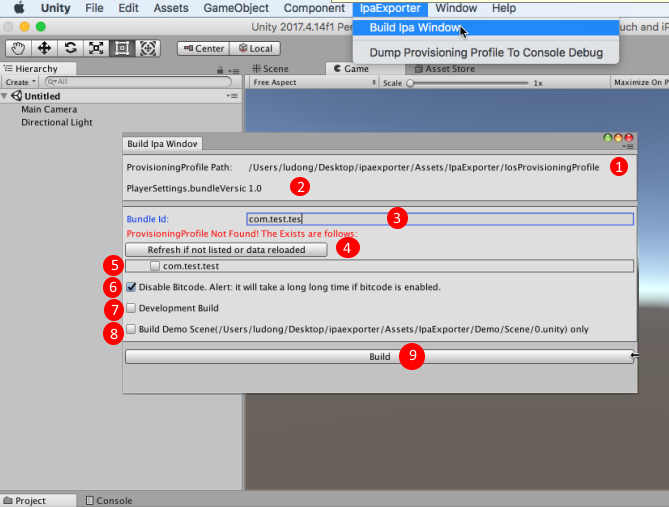 Unity File Edit Assets GameObject Component IpaExporter Window Help
Unity 2017.4.14f1 Per
Build Ipa Window
uch and iP
Dump Provisioning Profile To Console Debug
Center Local
Hierarchy
Create All
Scene Game Asset Store
Free Aspect Scale 1x Maximize On P
Untitled
Main Camera
Directional Light
Build Ipa Windov
ProvisioningProfile Path: /Users/ludong/Desktop/ipaexporter/Assets/IpaExporter/IosProvisioningProfile 1
PlayerSettings.bundleVersic 1.0 2
Bundle Id: com.test.tes 3
ProvisioningProfile Not Found! The Exists are follows:
Refresh if not listed or data reloaded 4
5 com.test.test
6 Disable Bitcode. Alert: it will take a long long time if bitcode is enabled.
7 Development Build
8 Build Demo Scene(/Users/ludong/Desktop/ipaexporter/Assets/IpaExporter/Demo/Scene/0.unity) only
Build 9
Project Console